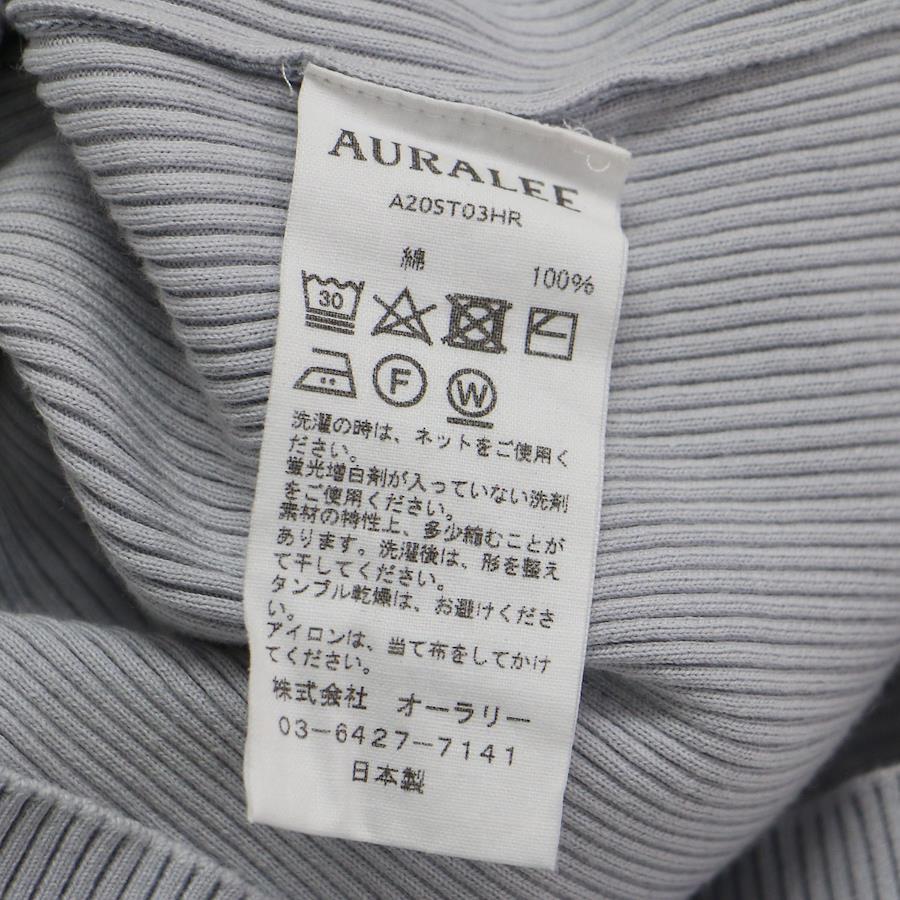 AURALEE
A20ST03HR
綿 100%
30
F W
洗濯の時は、ネットをご使用く
ださい。
蛍光増白剤が入っていない洗剤
をご使用ください。
素材の特性上、多少縮むことが
あります。洗濯後は、形を整え
て干してください。
タンブル乾燥は、お避けくださ
い。
アイロンは、当て布をしてかけ
てください。
株式会社 オーラリー
03-6427-7141
日本製